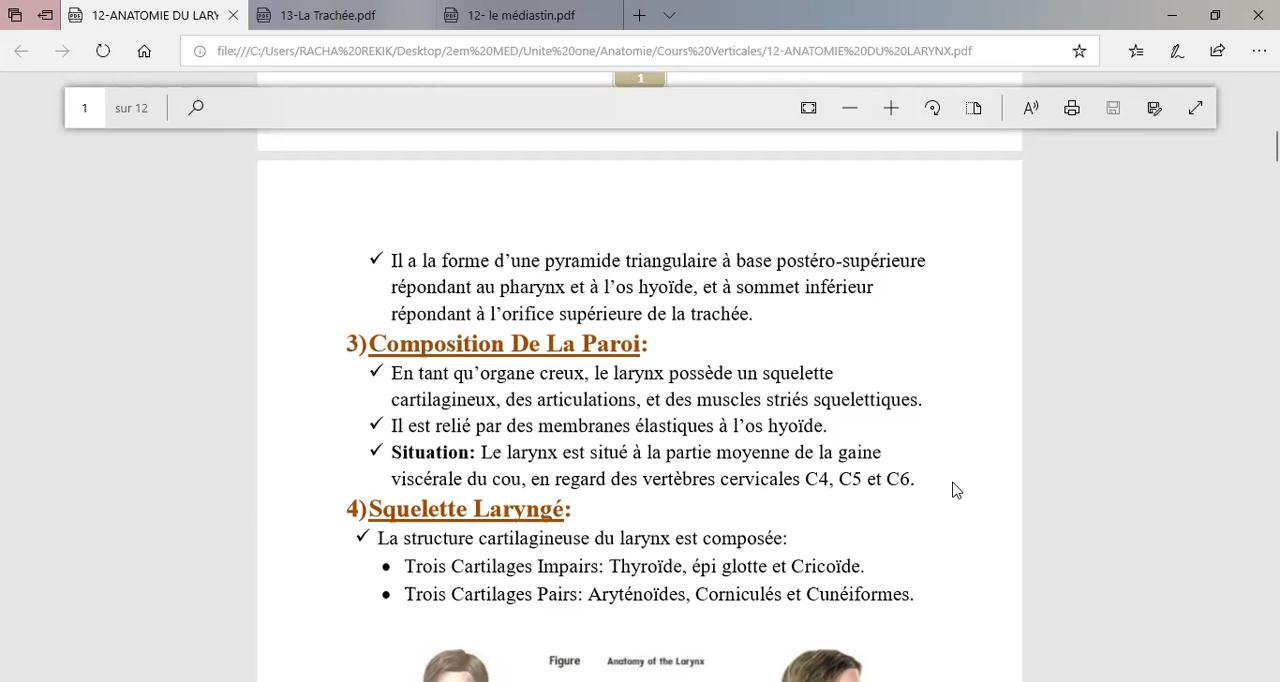 12-ANATOMIE DU LARY
13-La Trachée.pdf
12- le médiastin.pdf
file:///C:/Users/RACHA%20REKIK/Desktop/2em%20MED/Unite%20one/Anatomie/Cours%20Verticales/12-ANATOMIE%20DU%20LARYNX.pdf
1
1 sur 12
✓ Il a la forme d’une pyramide triangulaire à base postéro-supérieure
répondant au pharynx et à l’os hyoïde, et à sommet inférieur
répondant à l’orifice supérieure de la trachée.
3)Composition De La Paroi:
✓ En tant qu’organe creux, le larynx possède un squelette
cartilagineux, des articulations, et des muscles striés squelettiques.
✓ Il est relié par des membranes élastiques à l’os hyoïde.
✓ Situation: Le larynx est situé à la partie moyenne de la gaine
viscérale du cou, en regard des vertèbres cervicales C4, C5 et C6.
4)Squelette Laryngé:
✓ La structure cartilagineuse du larynx est composée:
• Trois Cartilages Impairs: Thyroïde, épi glotte et Cricoïde.
• Trois Cartilages Pairs: Aryténoïdes, Corniculés et Cunéiformes.
Figure Anatomy of the Larynx